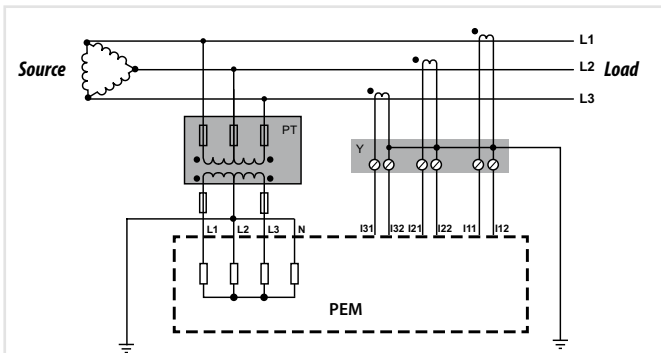 L1
Source
L2 Load
L3
PT
Y
L1 L2 L3 N
I31 I32 I21 I22 I11 I12
PEM